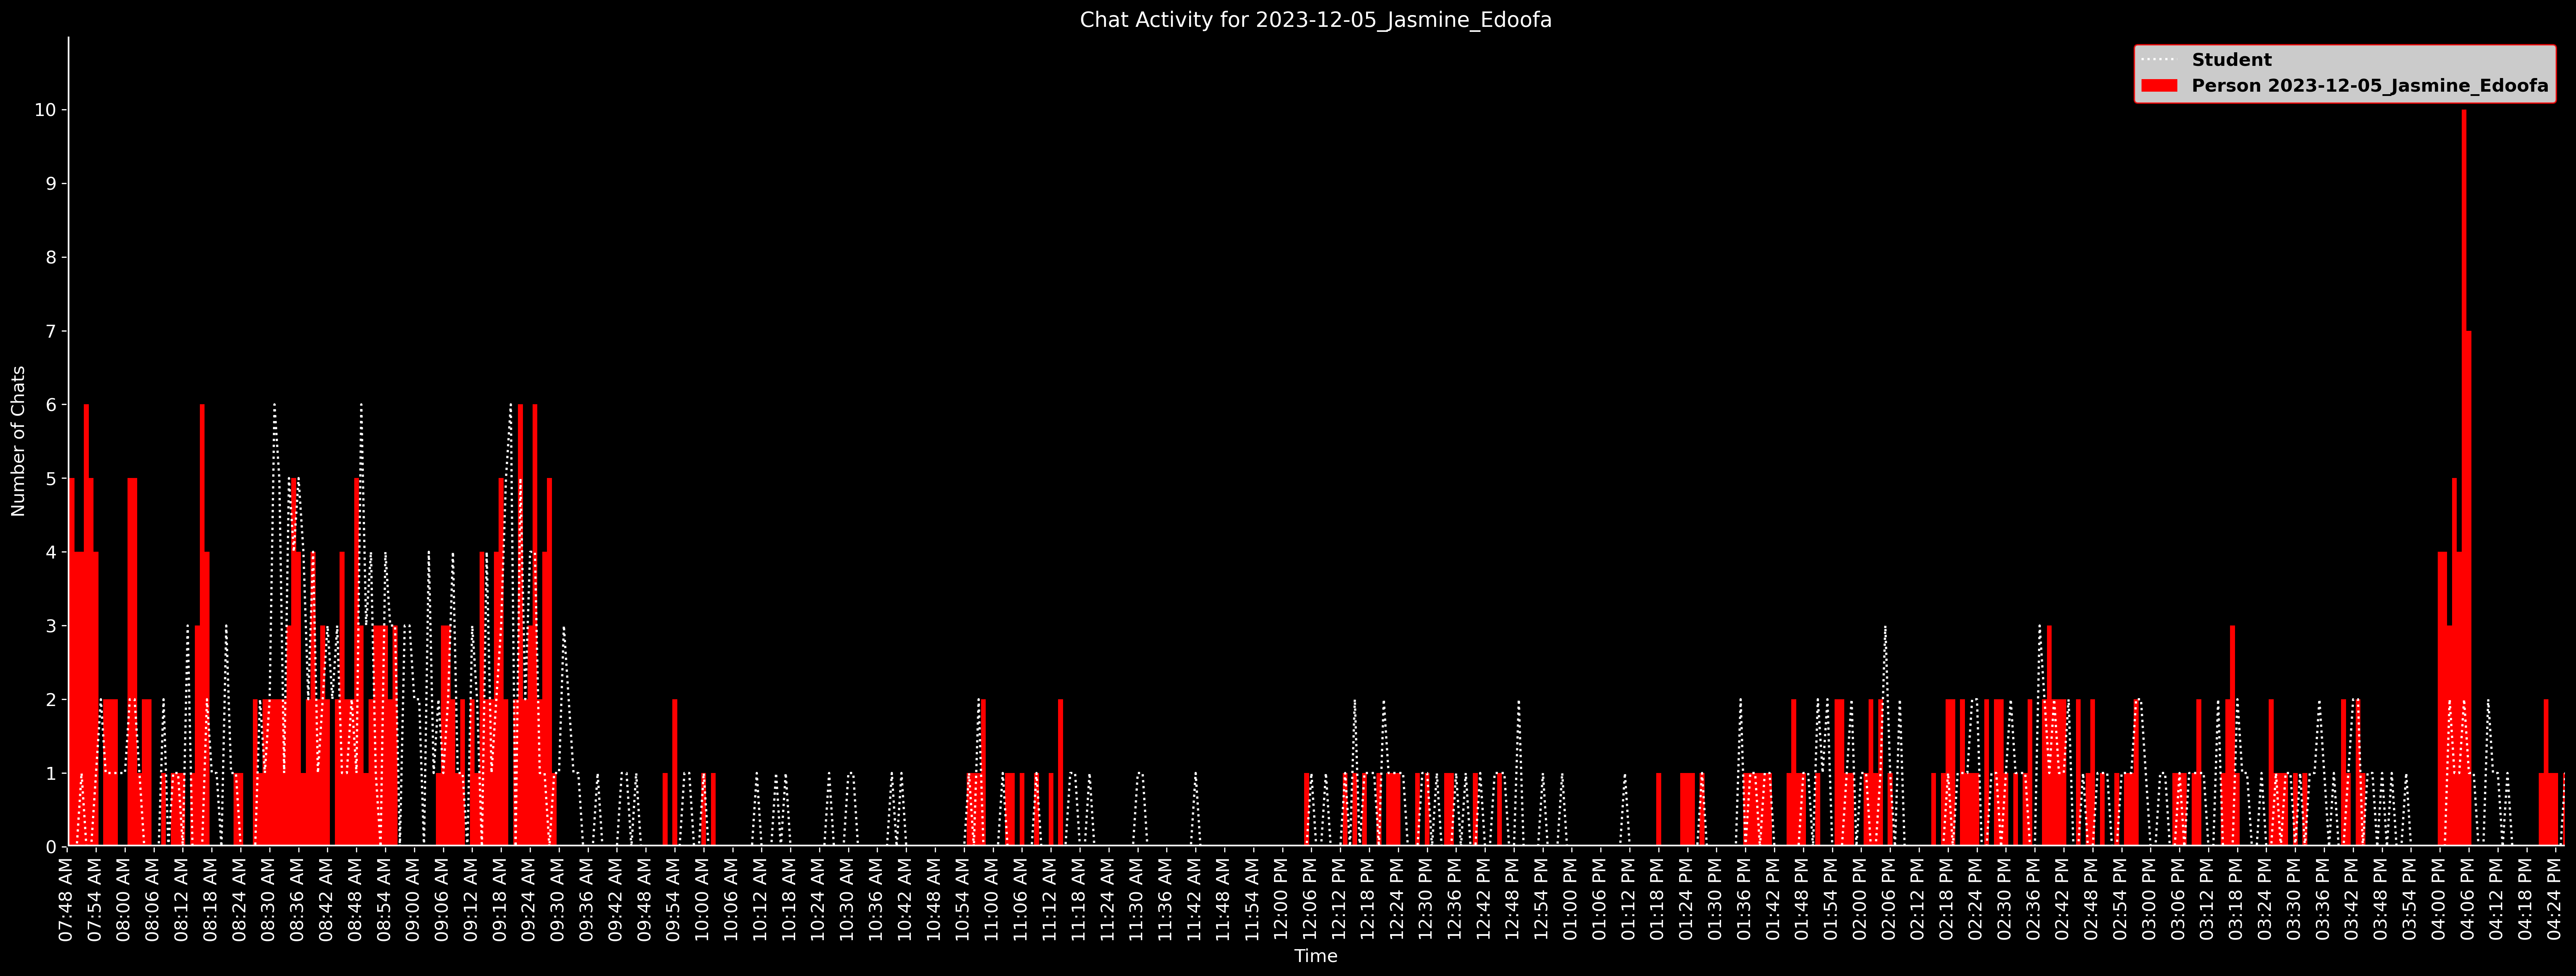 Chat Activity for 2023-12-05_Jasmine_Edoofa
Student
Person 2023-12-05_Jasmine_Edoofa
Number of Chats
10
9
8
7
6
5
4
3
2
1
0
07:48 AM
07:54 AM
08:00 AM
08:06 AM
08:12 AM
08:18 AM
08:24 AM
08:30 AM
08:36 AM
08:42 AM
08:48 AM
08:54 AM
09:00 AM
09:06 AM
09:12 AM
09:18 AM
09:24 AM
09:30 AM
09:36 AM
09:42 AM
09:48 AM
09:54 AM
10:00 AM
10:06 AM
10:12 AM
10:18 AM
10:24 AM
10:30 AM
10:36 AM
10:42 AM
10:48 AM
10:54 AM
11:00 AM
11:06 AM
11:12 AM
11:18 AM
11:24 AM
11:30 AM
11:36 AM
11:42 AM
11:48 AM
11:54 AM
12:00 PM
12:06 PM
12:12 PM
12:18 PM
12:24 PM
12:30 PM
12:36 PM
12:42 PM
12:48 PM
12:54 PM
01:00 PM
01:06 PM
01:12 PM
01:18 PM
01:24 PM
01:30 PM
01:36 PM
01:42 PM
01:48 PM
01:54 PM
02:00 PM
02:06 PM
02:12 PM
02:18 PM
02:24 PM
02:30 PM
02:36 PM
02:42 PM
02:48 PM
02:54 PM
03:00 PM
03:06 PM
03:12 PM
03:18 PM
03:24 PM
03:30 PM
03:36 PM
03:42 PM
03:48 PM
03:54 PM
04:00 PM
04:06 PM
04:12 PM
04:18 PM
04:24 PM
Time